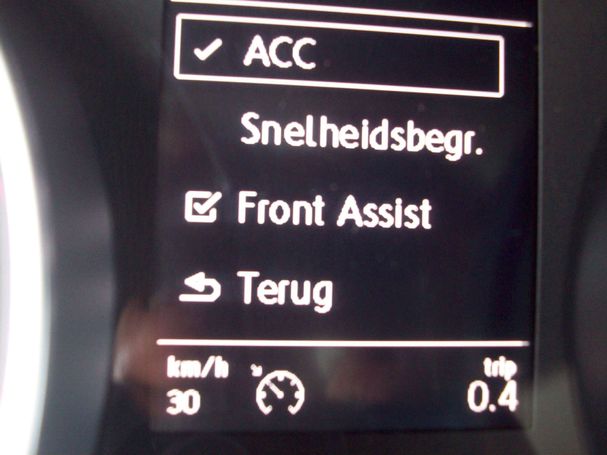 ACC
Snelheidsbegr.
Front Assist
Terug
km/h trip
30 0.4